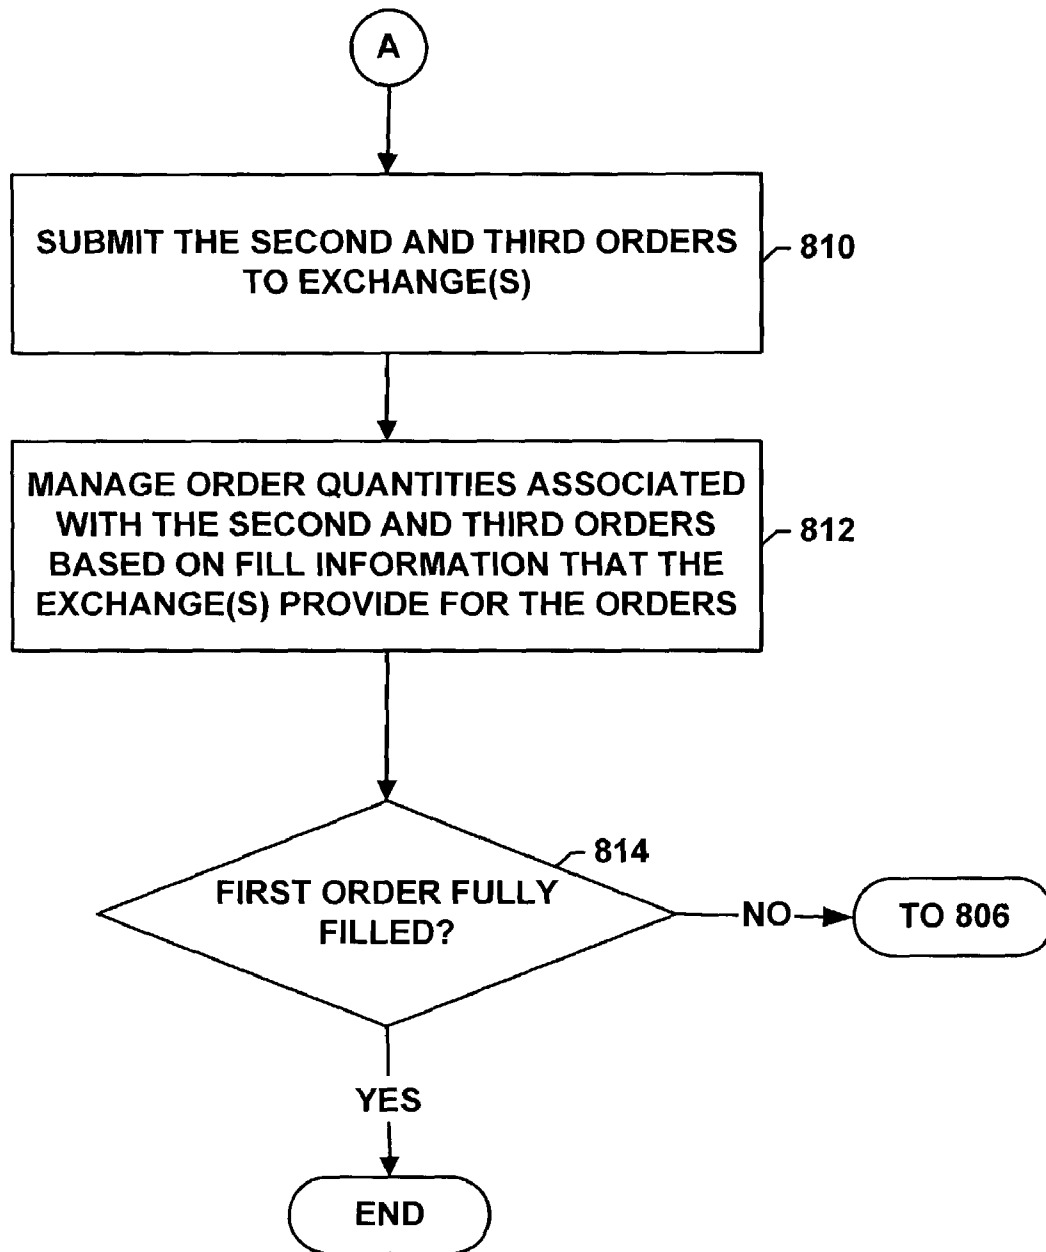 A
SUBMIT THE SECOND AND THIRD ORDERS
TO EXCHANGE(S)
810
MANAGE ORDER QUANTITIES ASSOCIATED
WITH THE SECOND AND THIRD ORDERS
BASED ON FILL INFORMATION THAT THE
EXCHANGE(S) PROVIDE FOR THE ORDERS
812
814
FIRST ORDER FULLY
FILLED?
NO
TO 806
YES
END